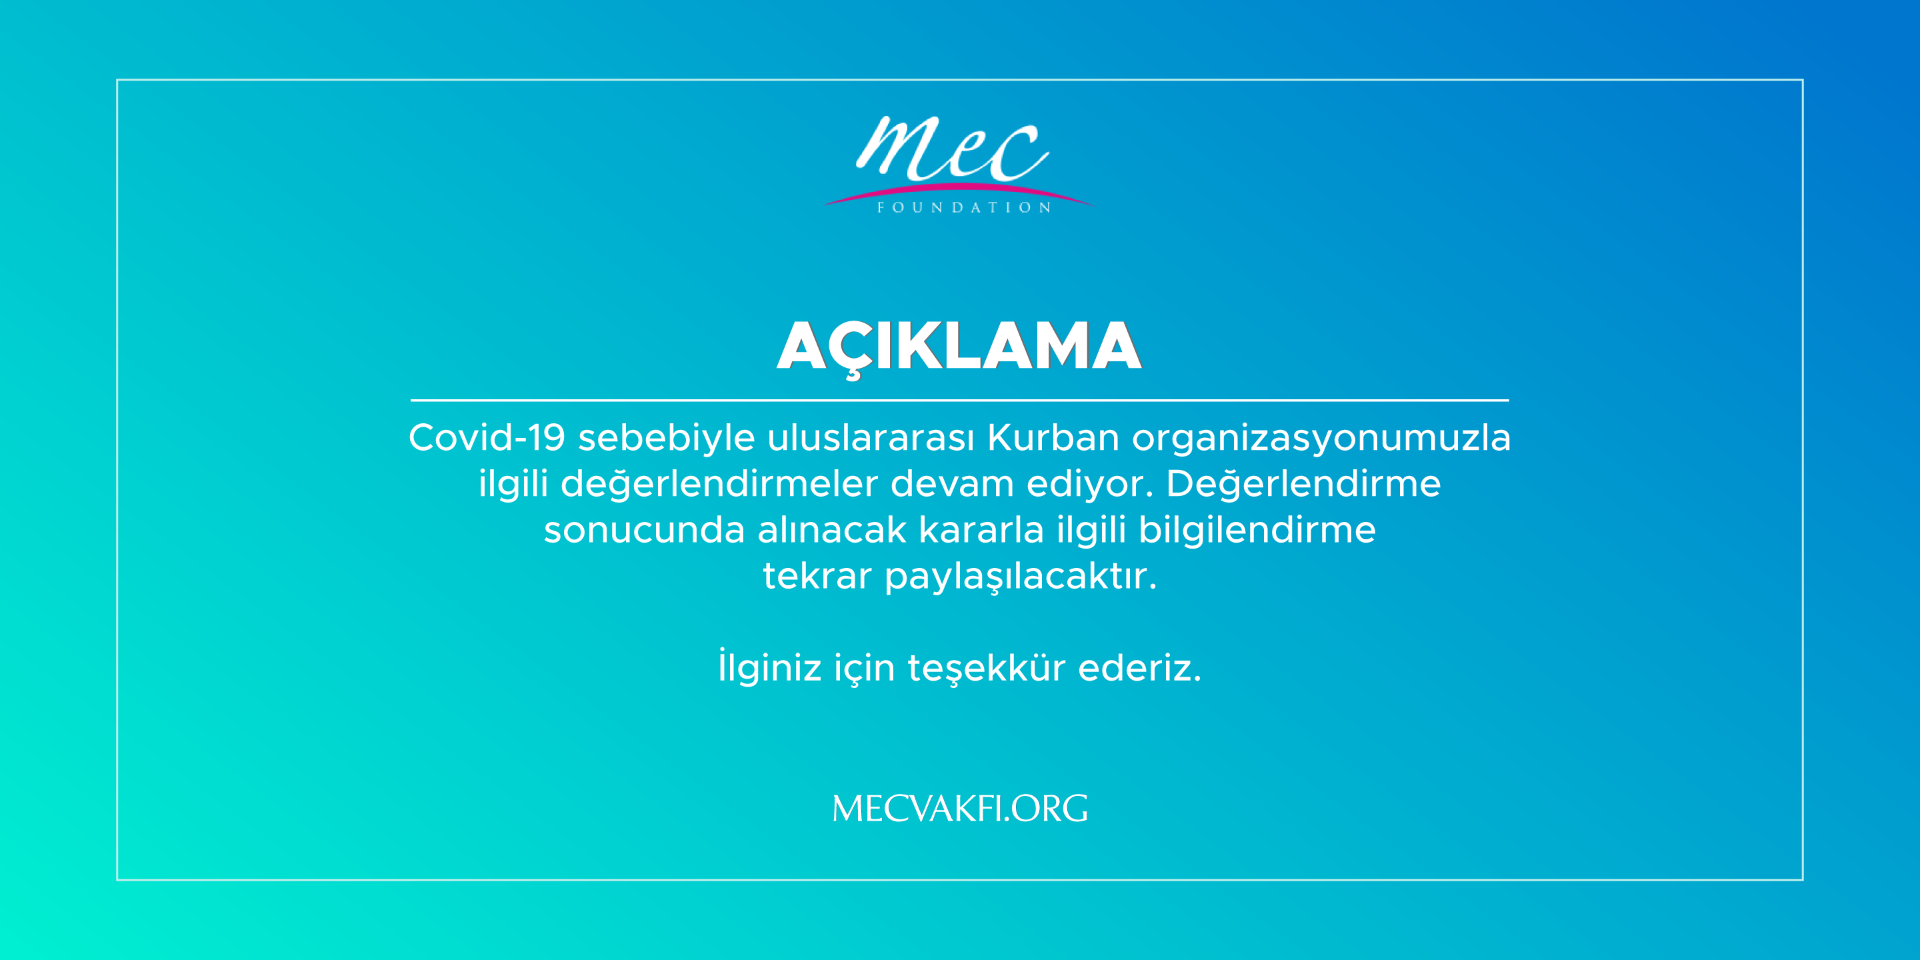 mec
FOUNDATION
AÇIKLAMA
Covid-19 sebebiyle uluslararası Kurban organizasyonumuzla
ilgili değerlendirmeler devam ediyor. Değerlendirme
sonucunda alınacak kararla ilgili bilgilendirme
tekrar paylaşılacaktır.
İlginiz için teşekkür ederiz.
MECVAKFI.ORG